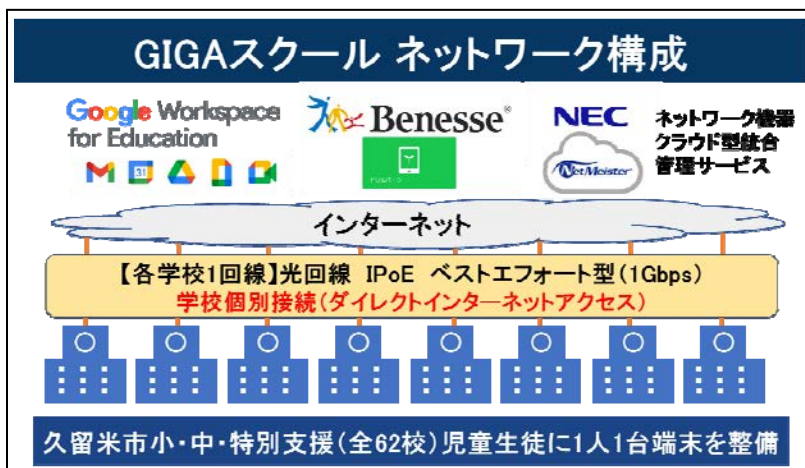 GIGAスクール ネットワーク構成
Google Workspace
for Education
31
Benesse®
NEC
NetMeister
ネットワーク機器
クラウド型統合
管理サービス
インターネット
【各学校1回線】光回線 IPoE ベストエフォート型(1Gbps)
学校個別接続(ダイレクトインターネットアクセス)
久留米市小・中・特別支援(全62校)児童生徒に1人1台端末を整備